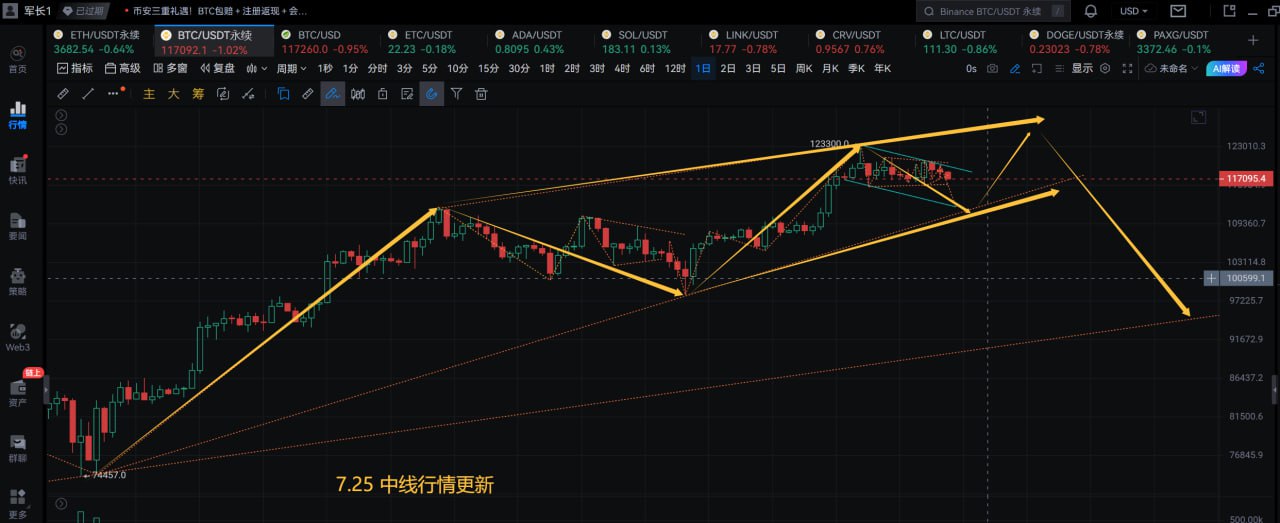 军长1 已过期 币安三重礼遇！BTC包赔 + 注册返现 + 会... Binance BTC/USDT 永续 / USD
ETH/USDT永续 BTC/USDT永续 BTC/USD ETC/USDT ADA/USDT SOL/USDT LINK/USDT CRV/USDT LTC/USDT DOGE/USDT永续 PAXG/USDT
3682.54 -0.64% 117092.1 -1.02% 117260.0 -0.95% 22.23 -0.18% 0.8095 0.43% 183.11 0.13% 17.77 -0.78% 0.9567 0.76% 111.30 -0.86% 0.23023 -0.78% 3372.46 -0.1%
指标 高级 多窗 复盘 周期 1秒 1分 分时 3分 5分 10分 15分 30分 1时 2时 3时 4时 6时 12时 1日 2日 3日 5日 周K 月K 季K 年K 0s 显示 未命名 AI解读
主 大 筹
首页
行情
快讯
要闻
策略
Web3
链上
资产
群聊
更多
123300.0
74457.0
7.25 中线行情更新
123010.3
117095.4
109360.7
103114.8
100599.1
97225.7
91672.9
86437.2
81500.6
76845.9
500.00k